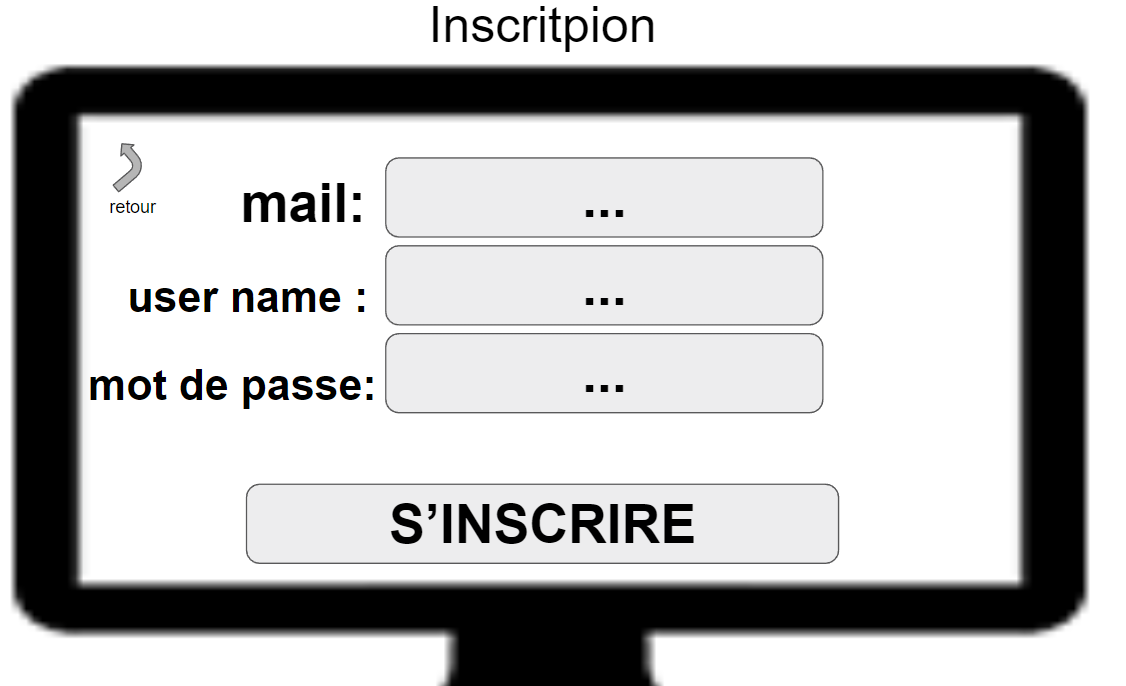 Inscritpion
retour
mail:
...
user name :
...
mot de passe:
...
S’INSCRIRE